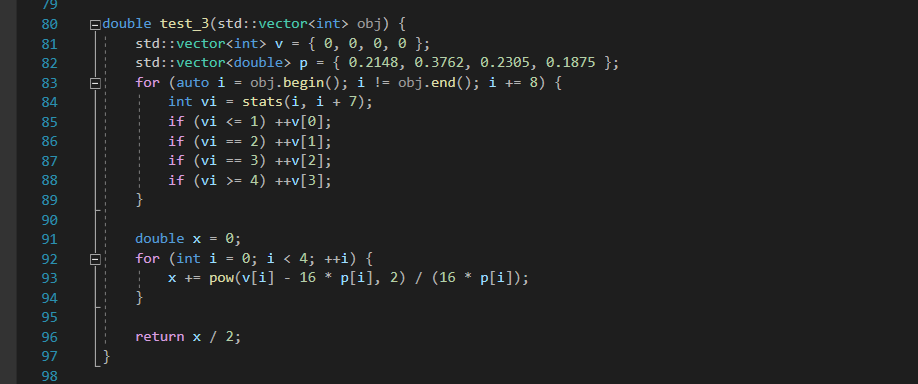 79
80 double test_3(std::vector<int> obj) {
81 std::vector<int> v = { 0, 0, 0, 0 };
82 std::vector<double> p = { 0.2148, 0.3762, 0.2305, 0.1875 };
83 for (auto i = obj.begin(); i != obj.end(); i += 8) {
84 int vi = stats(i, i + 7);
85 if (vi <= 1) ++v[0];
86 if (vi == 2) ++v[1];
87 if (vi == 3) ++v[2];
88 if (vi >= 4) ++v[3];
89 }
90
91 double x = 0;
92 for (int i = 0; i < 4; ++i) {
93 x += pow(v[i] - 16 * p[i], 2) / (16 * p[i]);
94 }
95
96 return x / 2;
97 }
98